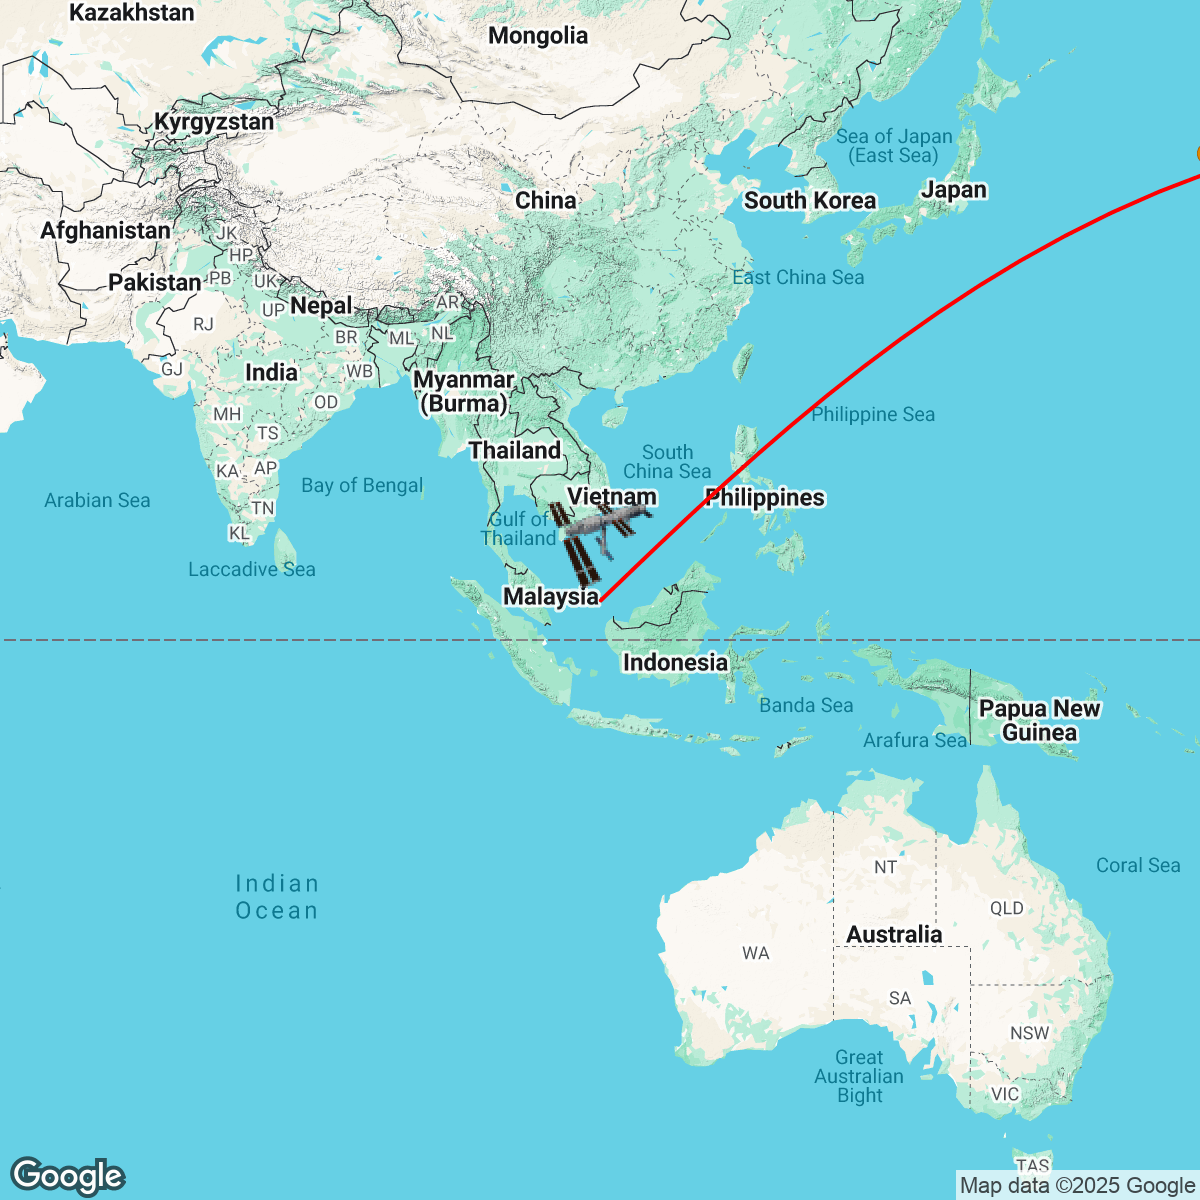 Kazakhstan
Mongolia
Kyrgyzstan
Sea of Japan
(East Sea)
Japan
South Korea
China
Afghanistan
JK
HP
Pakistan
PB
UK
East China Sea
Nepal
AR
UP
RJ
BR
ML
NL
GJ
India
WB
Myanmar
(Burma)
OD
MH
Philippine Sea
TS
Thailand
South
China Sea
KA
AP
Arabian Sea
Bay of Bengal
Vietnam
Philippines
TN
Gulf of
Thailand
KL
Laccadive Sea
Malaysia
Indonesia
Banda Sea
Papua New
Guinea
Arafura Sea
Coral Sea
NT
Indian
Ocean
QLD
Australia
WA
SA
NSW
Great
Australian
Bight
VIC
TAS
Google
Map data ©2025 Google